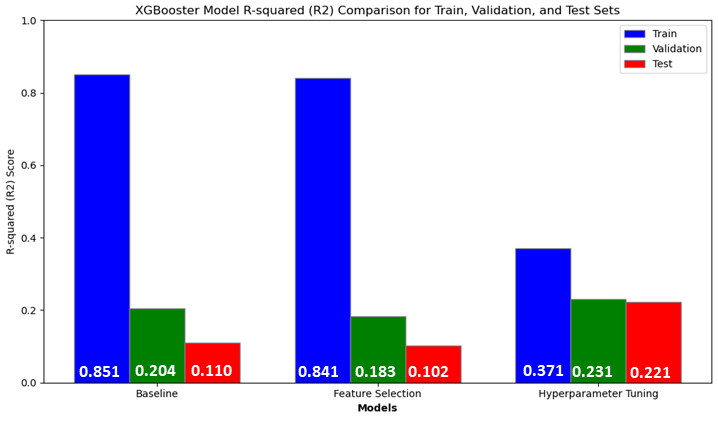 XGBooster Model R-squared (R2) Comparison for Train, Validation, and Test Sets
Train
Validation
Test
R-squared (R2) Score
1.0
0.8
0.6
0.4
0.2
0.0
0.851 0.204 0.110 0.841 0.183 0.102 0.371 0.231 0.221
Baseline Feature Selection Hyperparameter Tuning
Models